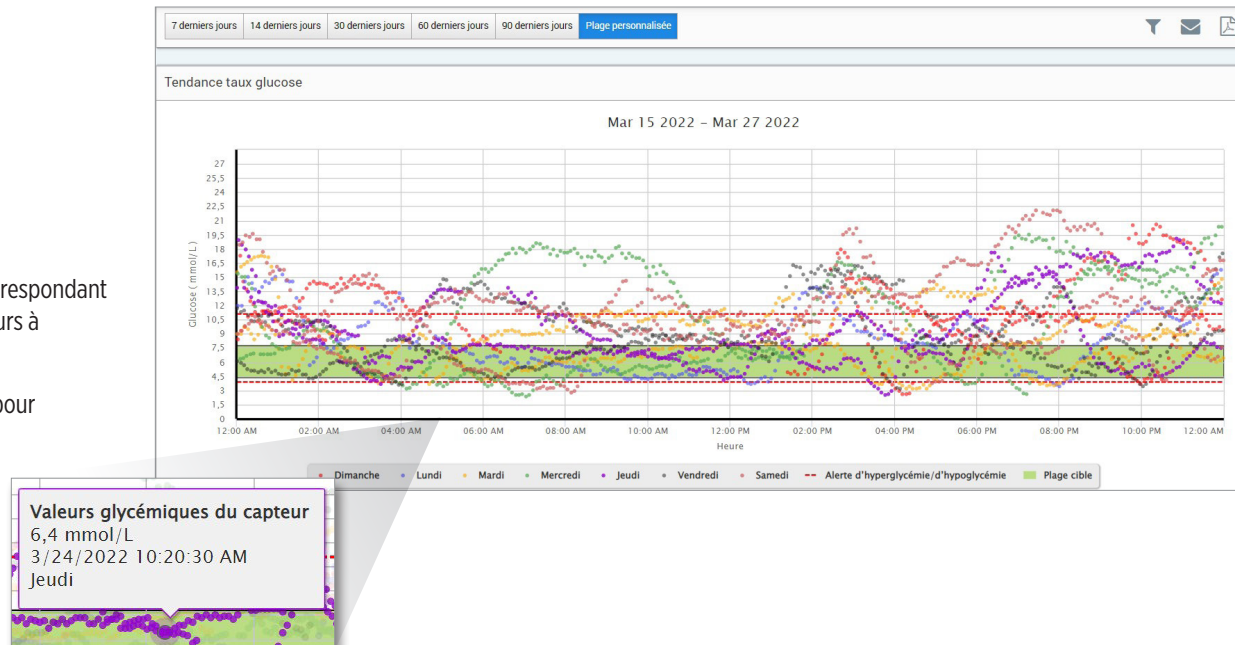 7 derniers jours 14 derniers jours 30 derniers jours 60 derniers jours 90 derniers jours Plage personnalisée
Tendance taux glucose
Mar 15 2022 – Mar 27 2022
Glucose ( mmol/L )
27
25,5
24
22,5
21
19,5
18
16,5
15
13,5
12
10,5
9
7,5
6
4,5
3
1,5
0
12:00 AM 02:00 AM 04:00 AM 06:00 AM 08:00 AM 10:00 AM 12:00 PM 02:00 PM 04:00 PM 06:00 PM 08:00 PM 10:00 PM 12:00 AM
Heure
Dimanche Lundi Mardi Mercredi Jeudi Vendredi Samedi Alerte d'hyperglycémie/d'hypoglycémie Plage cible
respondant
urs à
pour
Valeurs glycémiques du capteur
6,4 mmol/L
3/24/2022 10:20:30 AM
Jeudi